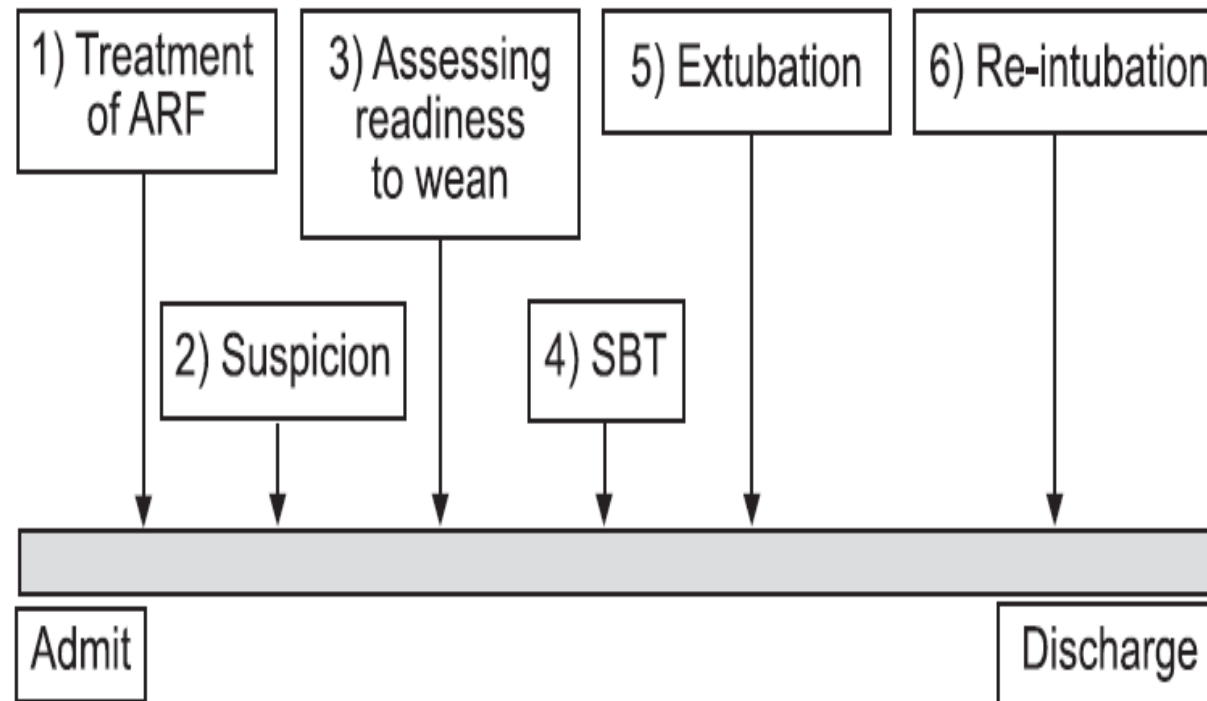 1) Treatment
of ARF
2) Suspicion
3) Assessing
readiness
to wean
4) SBT
5) Extubation
6) Re-intubation
Admit
Discharge